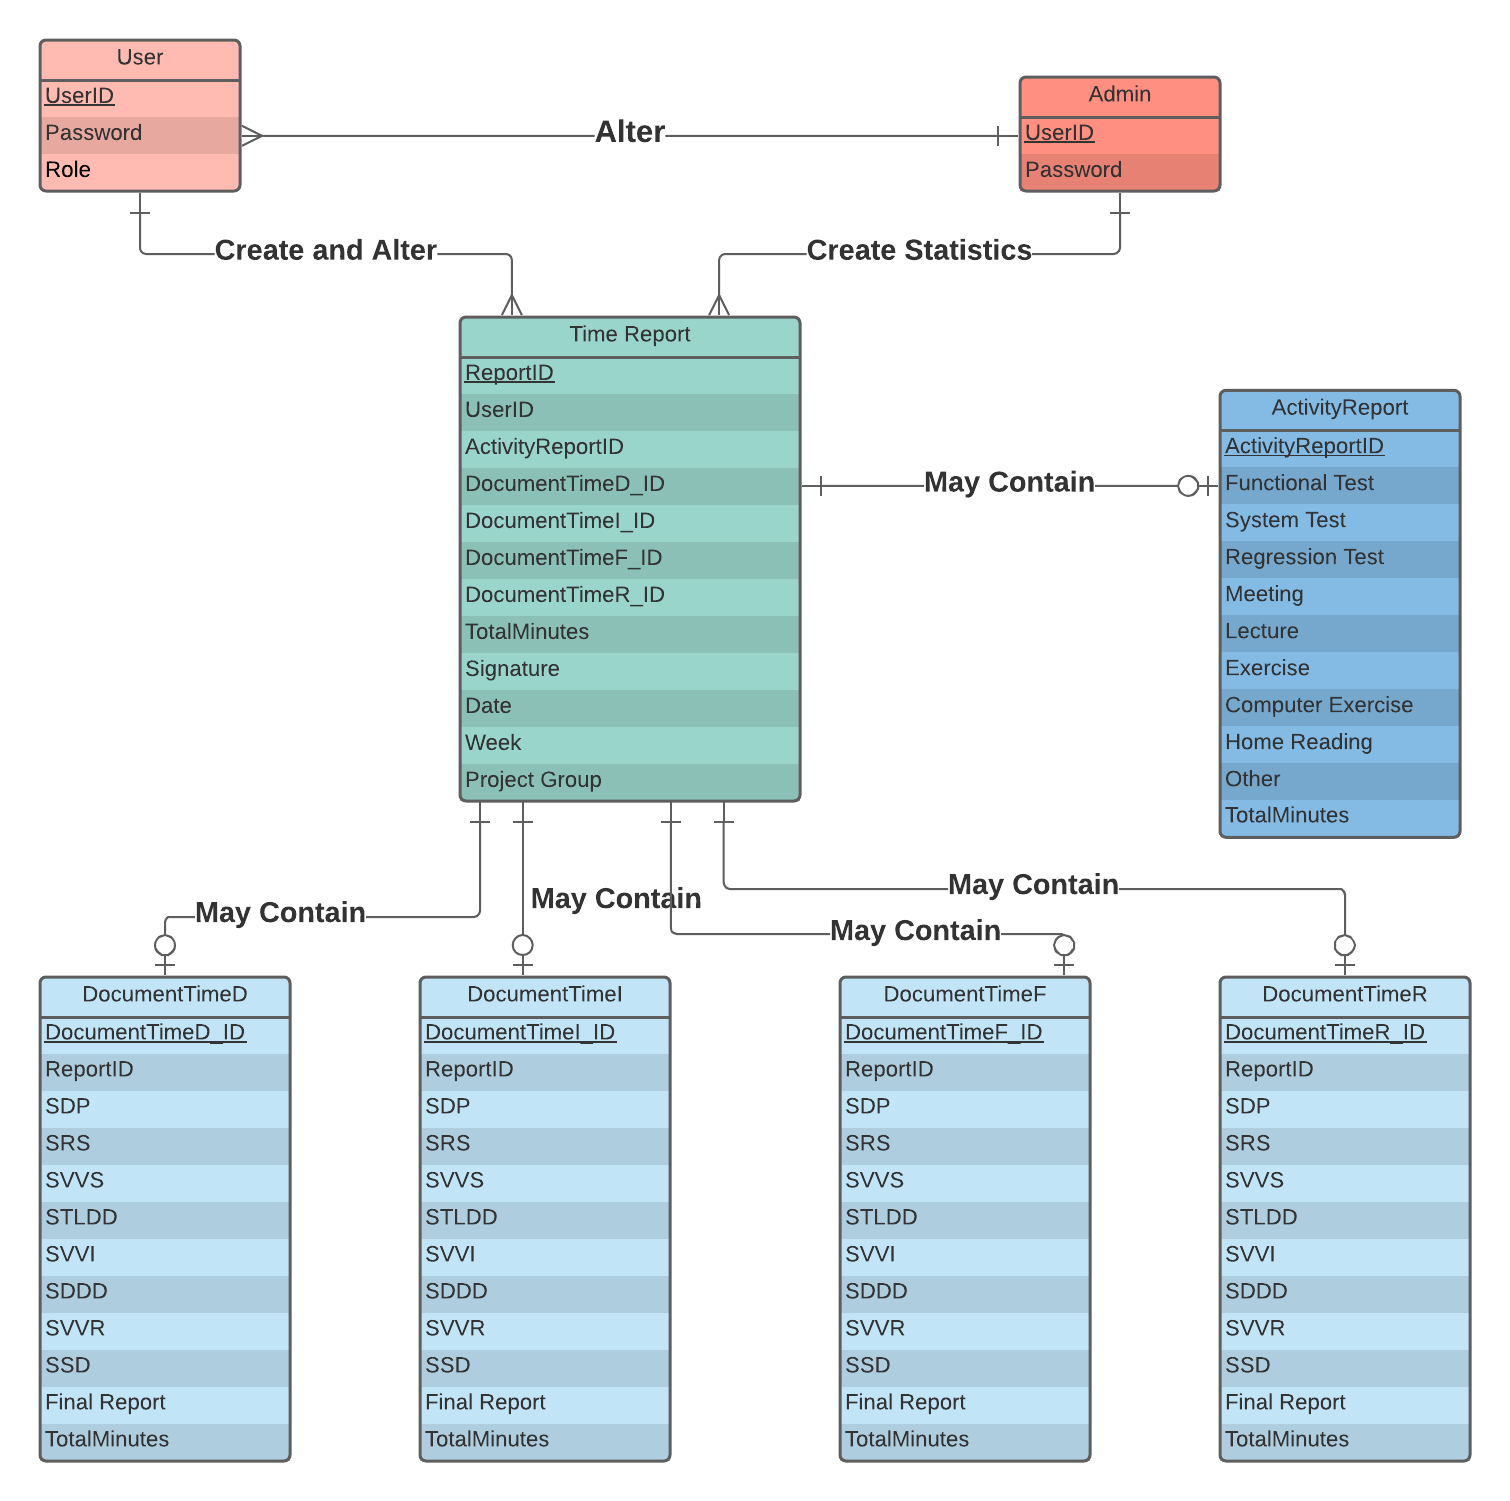 User
UserID
Password
Role
Alter
Admin
UserID
Password
Create and Alter
Create Statistics
Time Report
ReportID
UserID
ActivityReportID
DocumentTimeD_ID
DocumentTimeI_ID
DocumentTimeF_ID
DocumentTimeR_ID
TotalMinutes
Signature
Date
Week
Project Group
May Contain
ActivityReport
ActivityReportID
Functional Test
System Test
Regression Test
Meeting
Lecture
Exercise
Computer Exercise
Home Reading
Other
TotalMinutes
May Contain
May Contain
May Contain
May Contain
DocumentTimeD
DocumentTimeD_ID
ReportID
SDP
SRS
SVVS
STLDD
SVVI
SDDD
SVVR
SSD
Final Report
TotalMinutes
DocumentTimeI
DocumentTimeI_ID
ReportID
SDP
SRS
SVVS
STLDD
SVVI
SDDD
SVVR
SSD
Final Report
TotalMinutes
DocumentTimeF
DocumentTimeF_ID
ReportID
SDP
SRS
SVVS
STLDD
SVVI
SDDD
SVVR
SSD
Final Report
TotalMinutes
DocumentTimeR
DocumentTimeR_ID
ReportID
SDP
SRS
SVVS
STLDD
SVVI
SDDD
SVVR
SSD
Final Report
TotalMinutes